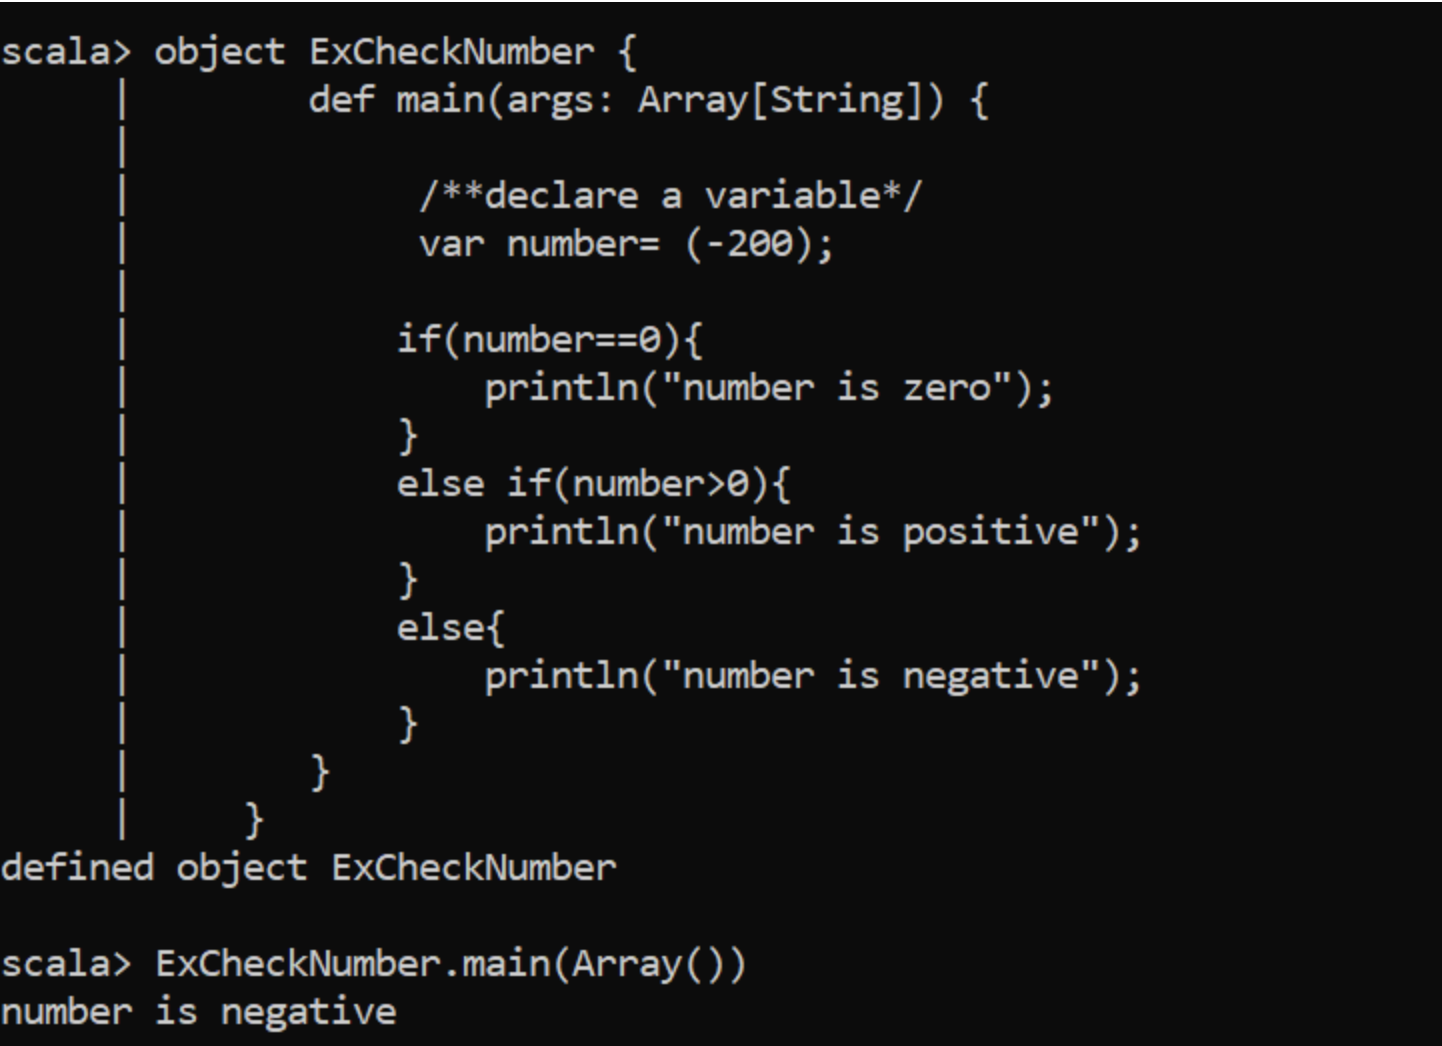 scala> object ExCheckNumber {
     |        def main(args: Array[String]) {
     |
     |             /**declare a variable*/
     |             var number= (-200);
     |
     |            if(number==0){
     |                println("number is zero");
     |            }
     |            else if(number>0){
     |                println("number is positive");
     |            }
     |            else{
     |                println("number is negative");
     |            }
     |        }
     |     }
defined object ExCheckNumber

scala> ExCheckNumber.main(Array())
number is negative